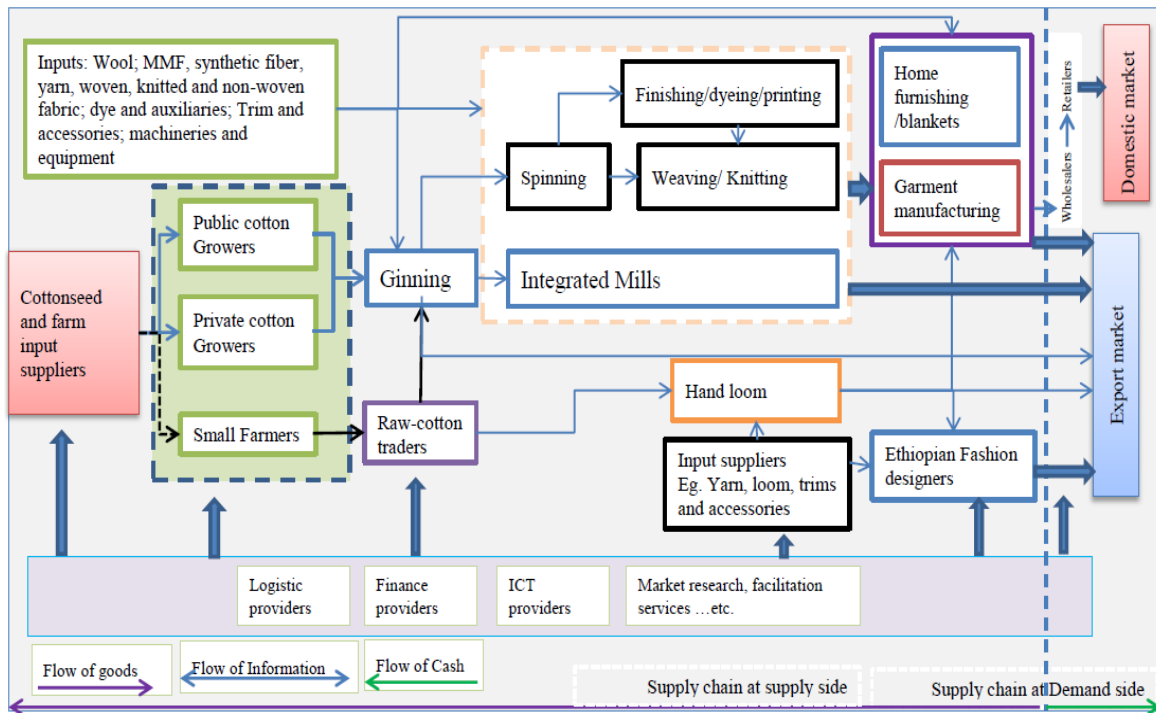 Inputs: Wool; MMF, synthetic fiber,
yarn, woven, knitted and non-woven
fabric; dye and auxiliaries; Trim and
accessories; machineries and
equipment
Finishing/dyeing/printing
Spinning
Weaving/ Knitting
Home
furnishing
/blankets
Garment
manufacturing
Wholesalers
Retailers
Domestic market
Public cotton
Growers
Cottonseed
and farm
input
suppliers
Private cotton
Growers
Ginning
Integrated Mills
Export market
Small Farmers
Raw-cotton
traders
Hand loom
Input suppliers
Eg. Yarn, loom, trims
and accessories
Ethiopian Fashion
designers
Logistic
providers
Finance
providers
ICT
providers
Market research, facilitation
services …etc.
Flow of goods
Flow of Information
Flow of Cash
Supply chain at supply side
Supply chain at Demand side